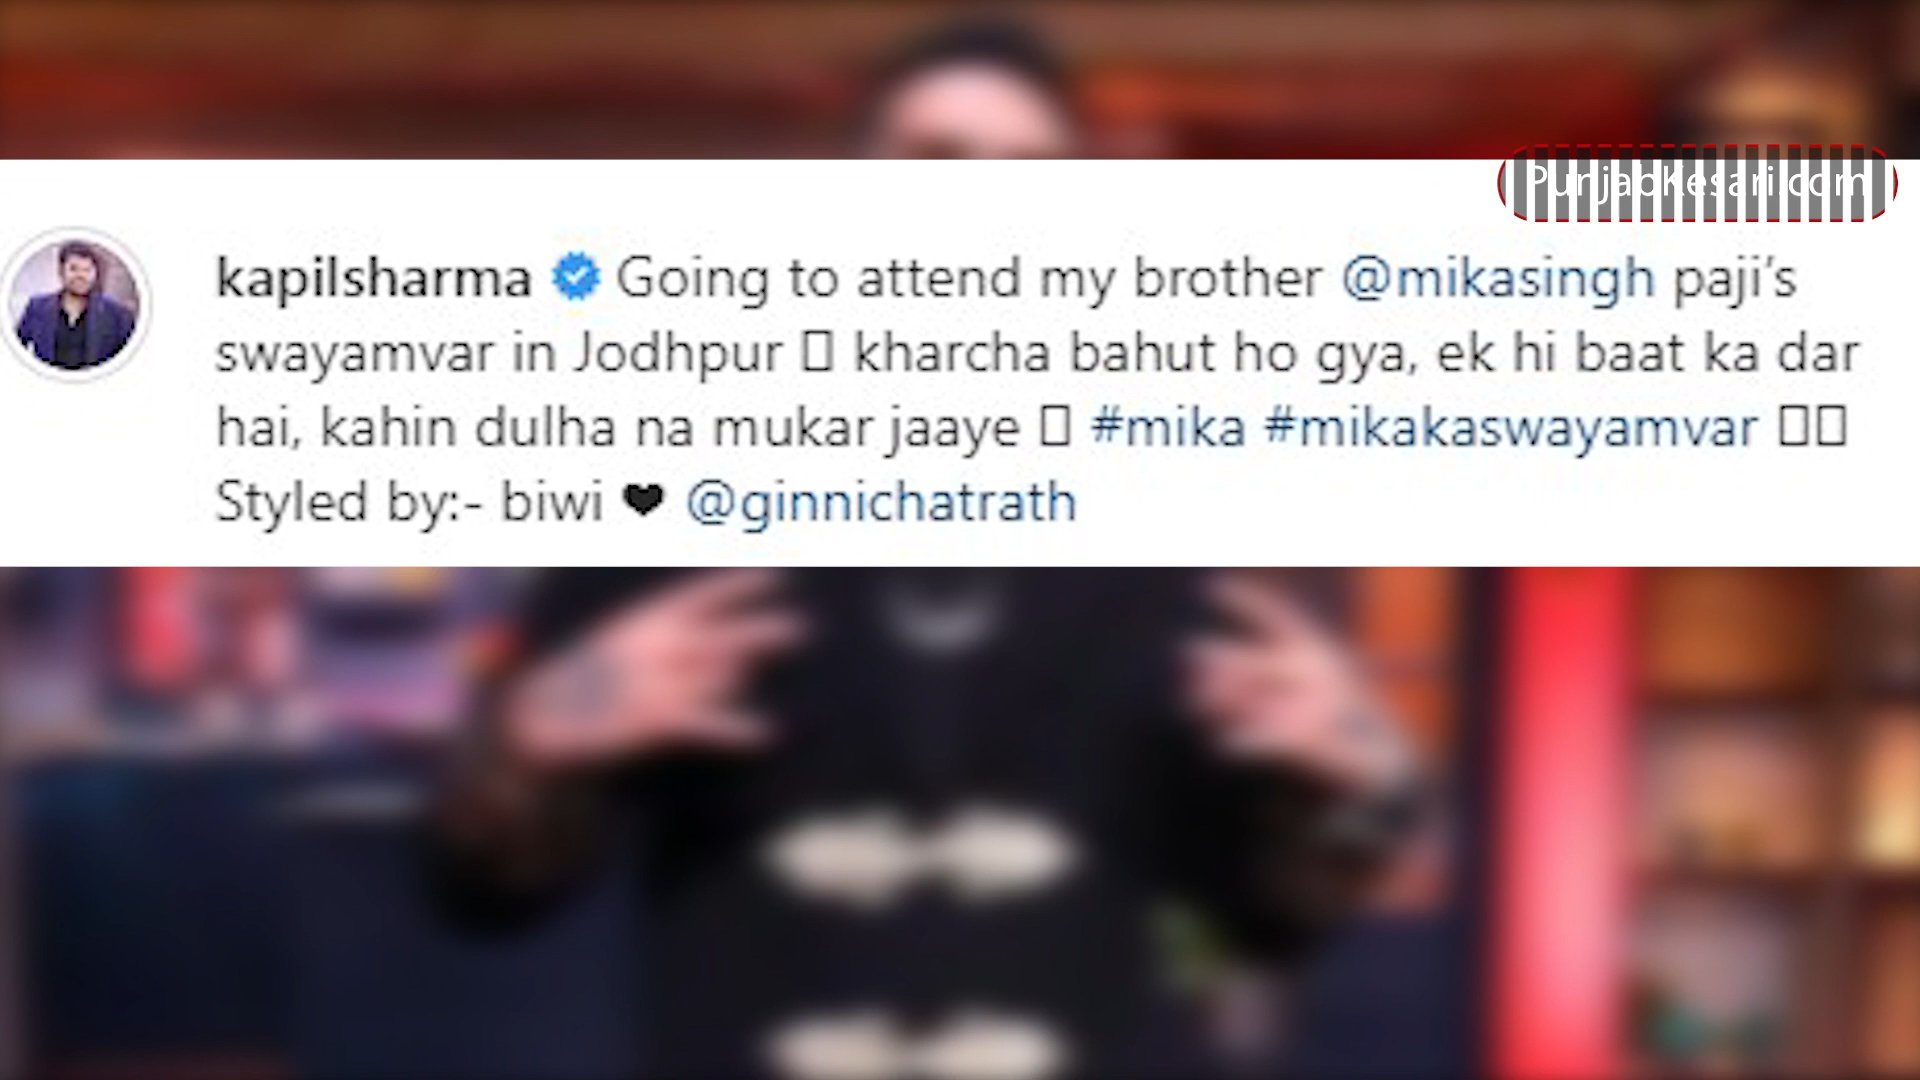 PunjabKesari.com
kapilsharma Going to attend my brother @mikasingh paji's
swayamvar in Jodhpur □ kharcha bahut ho gya, ek hi baat ka dar
hai, kahin dulha na mukar jaaye □ #mika #mikakaswayamvar □□
Styled by:- biwi ❤ @ginnichatrath